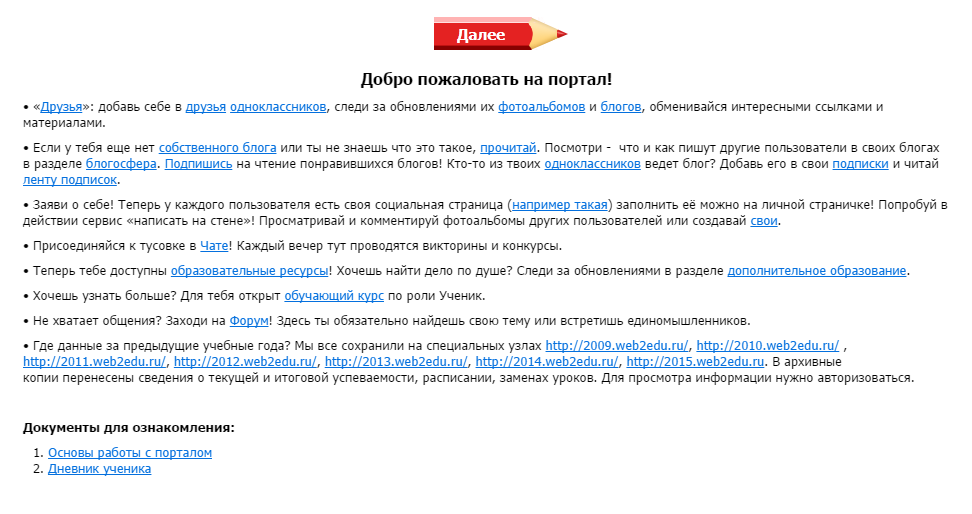 Далее
Добро пожаловать на портал!
• «Друзья»: добавь себе в друзья одноклассников, следи за обновлениями их фотоальбомов и блогов, обменивайся интересными ссылками и
материалами.
• Если у тебя еще нет собственного блога или ты не знаешь что это такое, прочитай. Посмотри -  что и как пишут другие пользователи в своих блогах
в разделе блогосфера. Подпишись на чтение понравившихся блогов! Кто-то из твоих одноклассников ведет блог? Добавь его в свои подписки и читай
ленту подписок.
• Заяви о себе! Теперь у каждого пользователя есть своя социальная страница (например такая) заполнить её можно на личной страничке! Попробуй в
действии сервис «написать на стене»! Просматривай и комментируй фотоальбомы других пользователей или создавай свои.
• Присоединяйся к тусовке в Чате! Каждый вечер тут проводятся викторины и конкурсы.
• Теперь тебе доступны образовательные ресурсы! Хочешь найти дело по душе? Следи за обновлениями в разделе дополнительное образование.
• Хочешь узнать больше? Для тебя открыт обучающий курс по роли Ученик.
• Не хватает общения? Заходи на Форум! Здесь ты обязательно найдешь свою тему или встретишь единомышленников.
• Где данные за предыдущие учебные года? Мы все сохранили на специальных узлах http://2009.web2edu.ru/, http://2010.web2edu.ru/ ,
http://2011.web2edu.ru/, http://2012.web2edu.ru/, http://2013.web2edu.ru/, http://2014.web2edu.ru/, http://2015.web2edu.ru. В архивные
копии перенесены сведения о текущей и итоговой успеваемости, расписании, заменах уроков. Для просмотра информации нужно авторизоваться.
Документы для ознакомления:
1. Основы работы с порталом
2. Дневник ученика